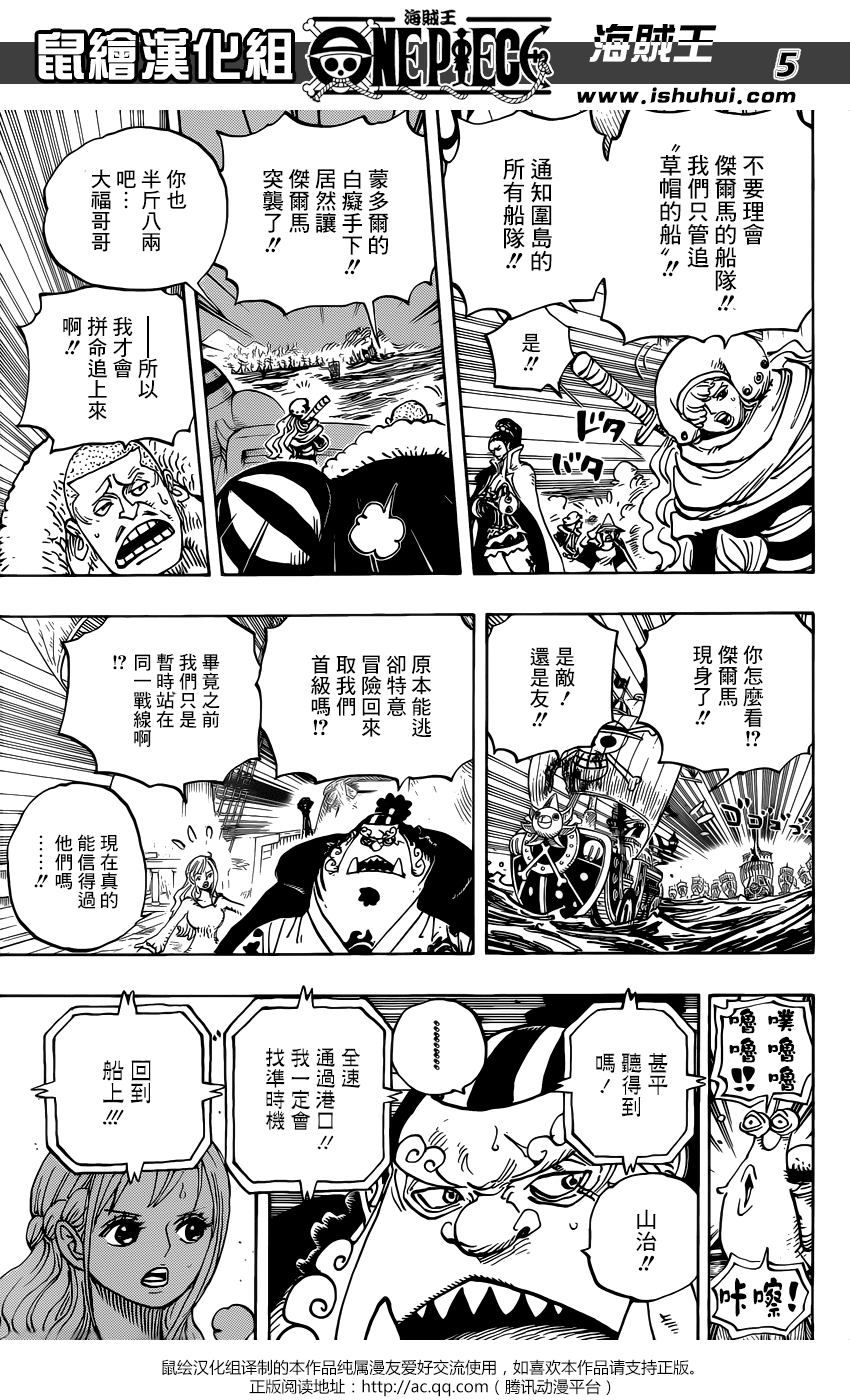 鼠繪漢化組
海賊王
ONE PIECE
海賊王
www.ishuhui.com
5
不要理會
傑爾馬的船隊!!
我們只管追
〝草帽的船〞!!
通知圍島的
所有船隊!!
是!!
ドタ
バタ
蒙多爾的
白癡手下!!
居然讓
傑爾馬
突襲了!!
你也
半斤八兩
吧…
大福哥哥
──所以
我才會
拼命追上來
啊!!
你怎麼看!?
傑爾馬
現身了!!
是敵!
還是友!!
ゴゴゴゴッ
原本能逃
卻特意
冒險回來
取我們
首級嗎!?
畢竟之前
我們只是
暫時站在
同一戰線啊
!?
現在真的
能信得過
他們嗎
……!!
噗嚕嚕嚕
嚕嚕嚕!!
咔嚓!
甚平
聽得到
嗎!
山治!!
全速
通過港口!!
我一定會
找準時機
回到
船上!!!
鼠绘汉化组译制的本作品纯属漫友爱好交流使用，如喜欢本作品请支持正版。
正版阅读地址：http://ac.qq.com（腾讯动漫平台）